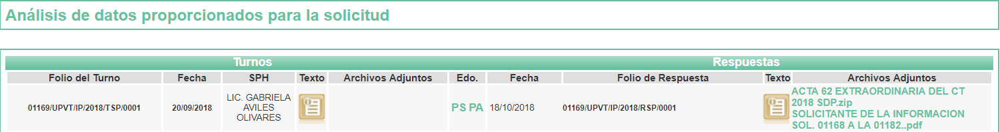 Análisis de datos proporcionados para la solicitud
Turnos Respuestas
Folio del Turno Fecha SPH Texto Archivos Adjuntos Edo. Fecha Folio de Respuesta Texto Archivos Adjuntos
01169/UPVT/IP/2018/TSP/0001 20/09/2018
LIC. GABRIELA
AVILES
OLIVARES
PS PA 18/10/2018 01169/UPVT/IP/2018/RSP/0001
ACTA 62 EXTRAORDINARIA DEL CT
2018 SDP.zip
SOLICITANTE DE LA INFORMACION
SOL. 01168 A LA 01182..pdf